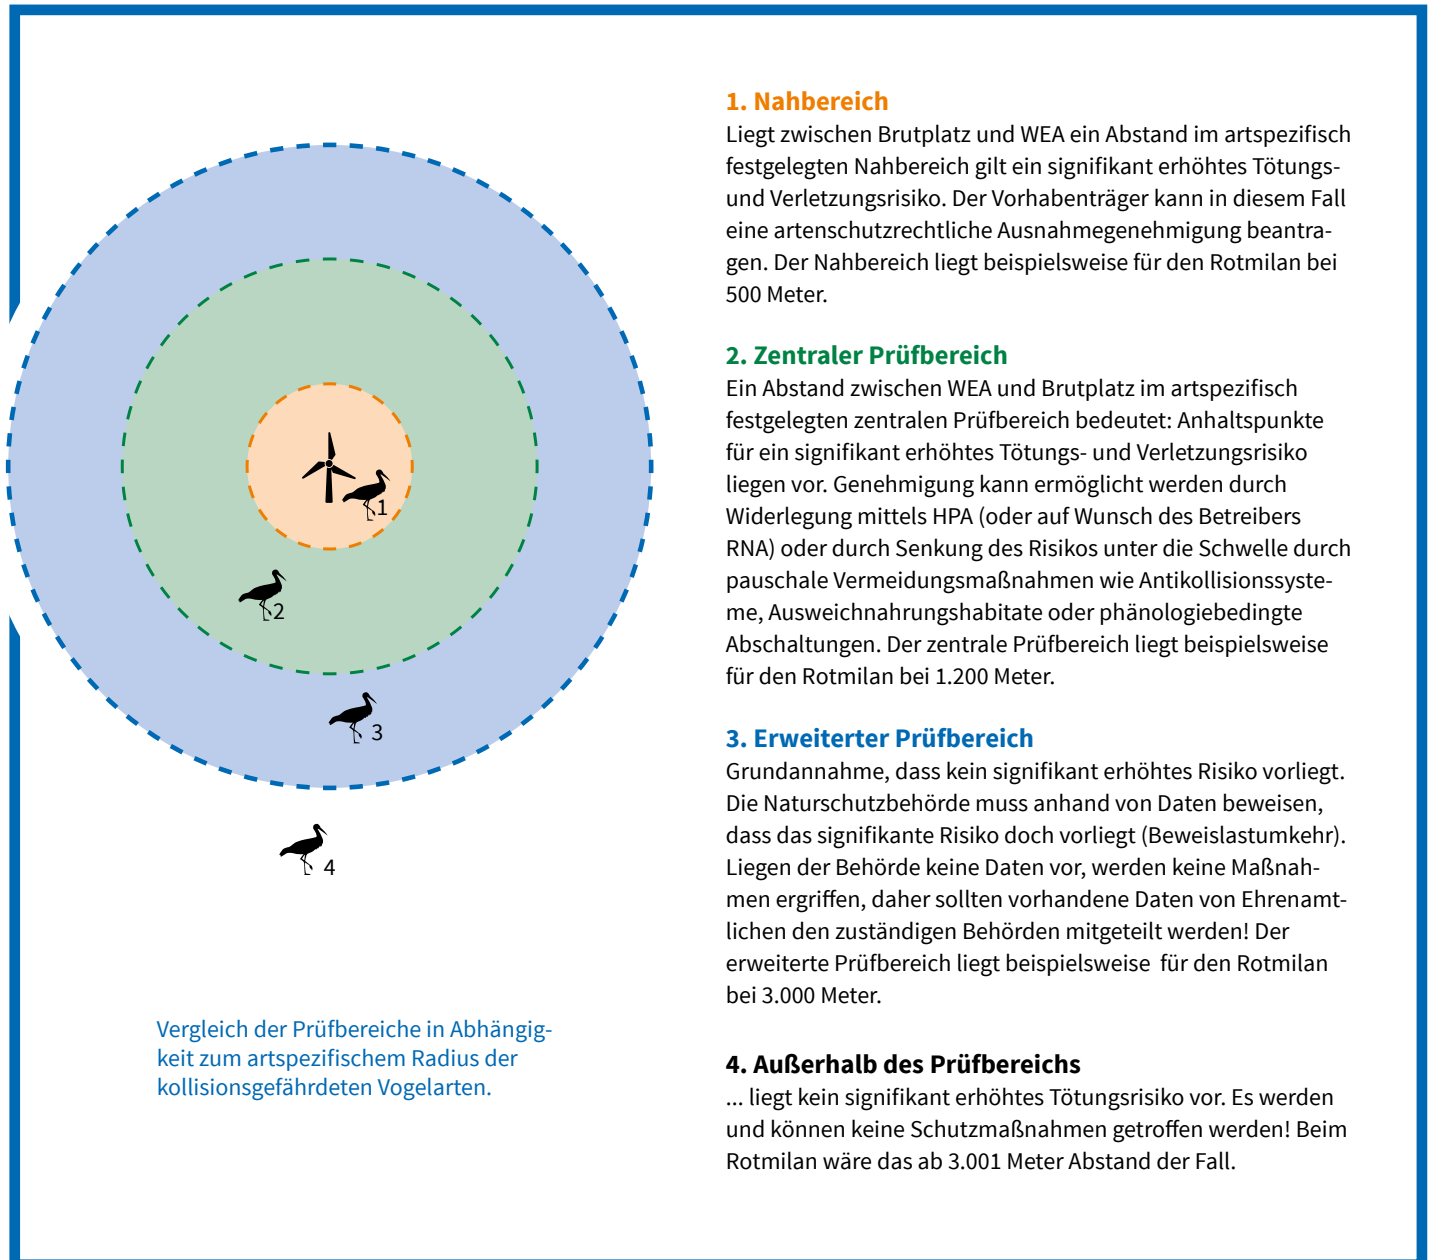 1. Nahbereich
Liegt zwischen Brutplatz und WEA ein Abstand im artspezifisch
festgelegten Nahbereich gilt ein signifikant erhöhtes Tötungs-
und Verletzungsrisiko. Der Vorhabenträger kann in diesem Fall
eine artenschutzrechtliche Ausnahmegenehmigung beantra-
gen. Der Nahbereich liegt beispielsweise für den Rotmilan bei
500 Meter.
2. Zentraler Prüfbereich
Ein Abstand zwischen WEA und Brutplatz im artspezifisch
festgelegten zentralen Prüfbereich bedeutet: Anhaltspunkte
für ein signifikant erhöhtes Tötungs- und Verletzungsrisiko
liegen vor. Genehmigung kann ermöglicht werden durch
Widerlegung mittels HPA (oder auf Wunsch des Betreibers
RNA) oder durch Senkung des Risikos unter die Schwelle durch
pauschale Vermeidungsmaßnahmen wie Antikollisionssyste-
me, Ausweichnahrungshabitate oder phänologiebedingte
Abschaltungen. Der zentrale Prüfbereich liegt beispielsweise
für den Rotmilan bei 1.200 Meter.
3. Erweiterter Prüfbereich
Grundannahme, dass kein signifikant erhöhtes Risiko vorliegt.
Die Naturschutzbehörde muss anhand von Daten beweisen,
dass das signifikante Risiko doch vorliegt (Beweislastumkehr).
Liegen der Behörde keine Daten vor, werden keine Maßnah-
men ergriffen, daher sollten vorhandene Daten von Ehrenamt-
lichen den zuständigen Behörden mitgeteilt werden! Der
erweiterte Prüfbereich liegt beispielsweise für den Rotmilan
bei 3.000 Meter.
4. Außerhalb des Prüfbereichs
... liegt kein signifikant erhöhtes Tötungsrisiko vor. Es werden
und können keine Schutzmaßnahmen getroffen werden! Beim
Rotmilan wäre das ab 3.001 Meter Abstand der Fall.
1
2
3
4
Vergleich der Prüfbereiche in Abhängig-
keit zum artspezifischem Radius der
kollisionsgefährdeten Vogelarten.